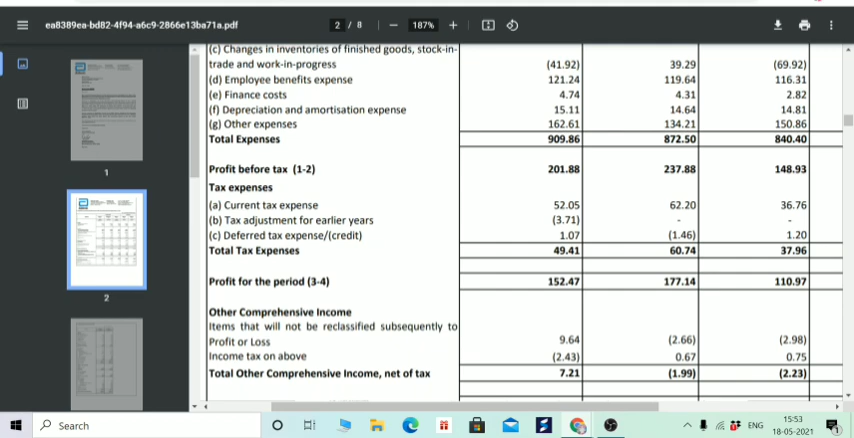 ea8389ea-bd82-4f94-a6c9-2866e13ba71a.pdf 2 / 8 — 187% +
(c) Changes in inventories of finished goods, stock-in-
trade and work-in-progress (41.92) 39.29 (69.92)
(d) Employee benefits expense 121.24 119.64 116.31
(e) Finance costs 4.74 4.31 2.82
(f) Depreciation and amortisation expense 15.11 14.64 14.81
(g) Other expenses 162.61 134.21 150.86
Total Expenses 909.86 872.50 840.40
Profit before tax (1-2) 201.88 237.88 148.93
Tax expenses
(a) Current tax expense 52.05 62.20 36.76
(b) Tax adjustment for earlier years (3.71) - -
(c) Deferred tax expense/(credit) 1.07 (1.46) 1.20
Total Tax Expenses 49.41 60.74 37.96
Profit for the period (3-4) 152.47 177.14 110.97
Other Comprehensive Income
Items that will not be reclassified subsequently to
Profit or Loss 9.64 (2.66) (2.98)
Income tax on above (2.43) 0.67 0.75
Total Other Comprehensive Income, net of tax 7.21 (1.99) (2.23)
1
2
Search ENG 15:53
18-05-2021